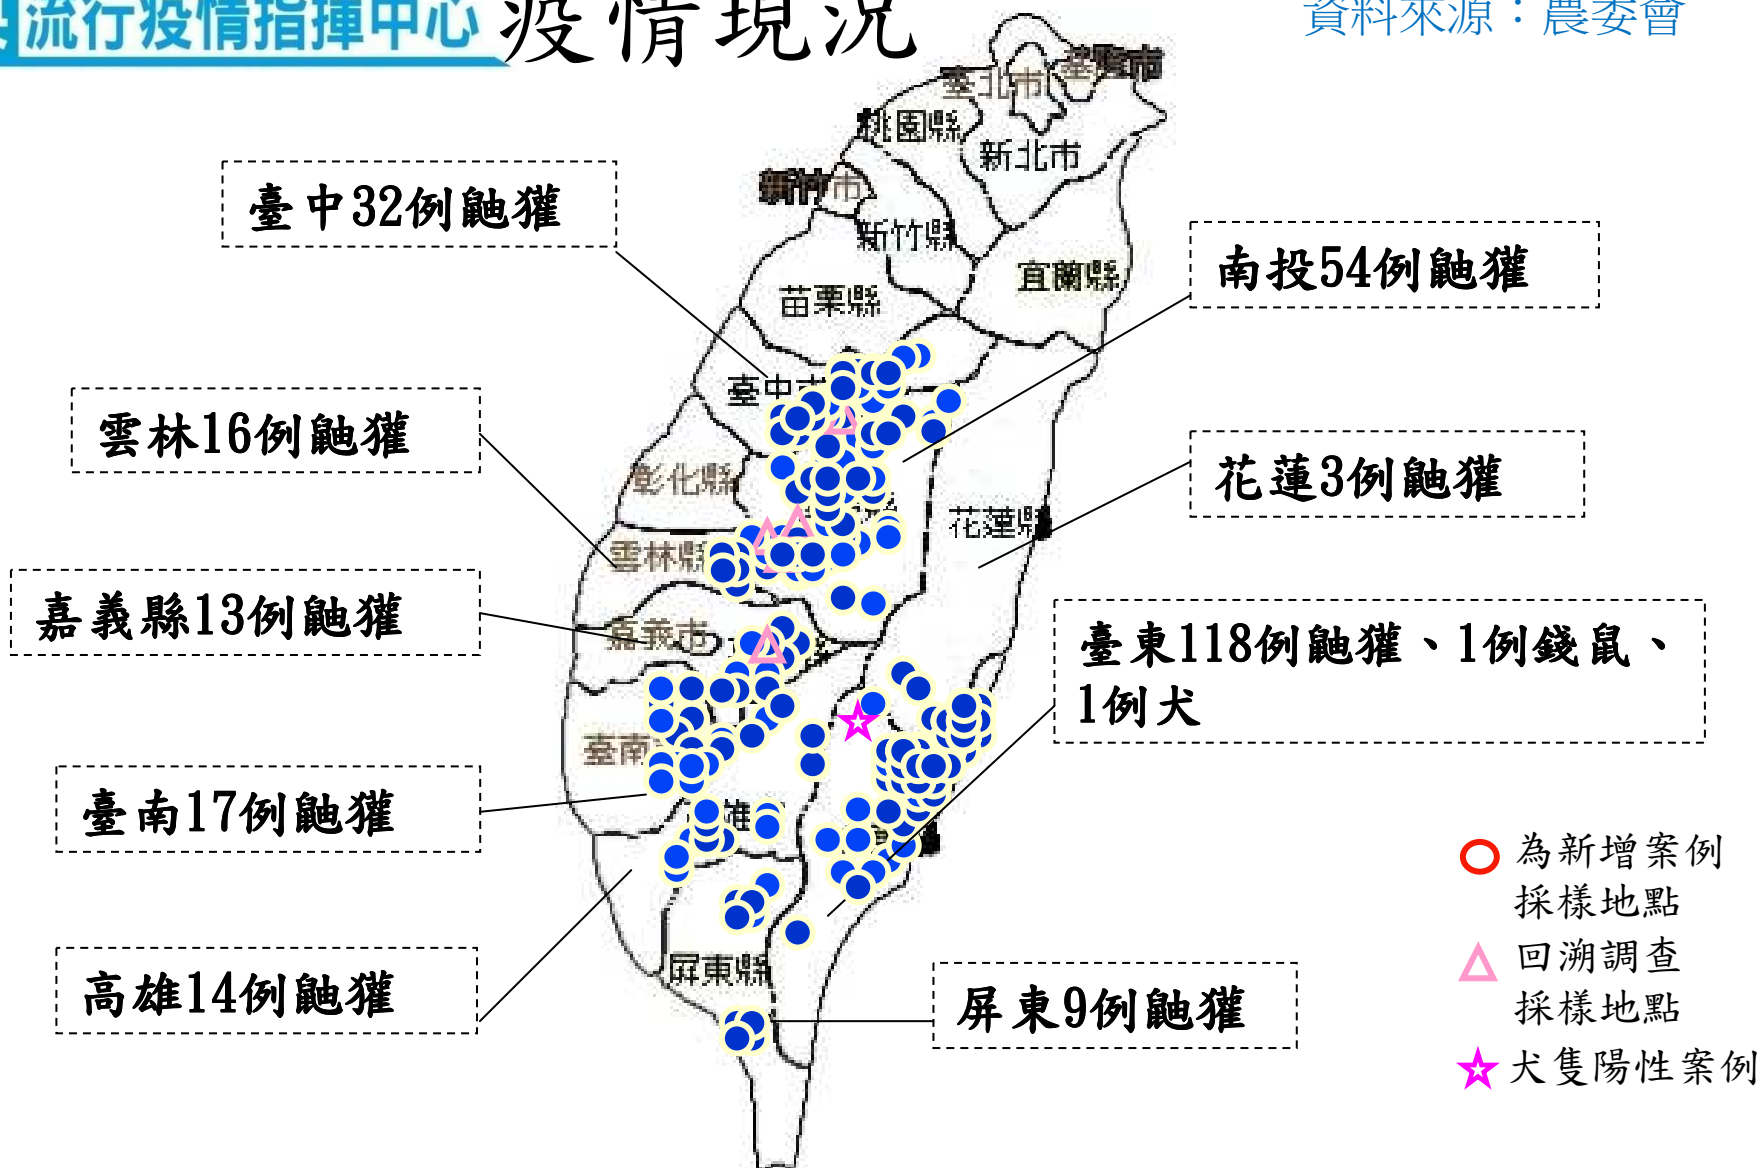 流行疫情指揮中心
疫情現況
資料來源：農委會
臺北市
桃園縣
新北市
新竹市
新竹縣
宜蘭縣
苗栗縣
臺中32例鼬獾
南投54例鼬獾
臺中市
雲林16例鼬獾
彰化縣
花蓮3例鼬獾
花蓮縣
雲林縣
嘉義縣13例鼬獾
嘉義市
臺東118例鼬獾、1例錢鼠、
1例犬
臺南
臺南17例鼬獾
雄
為新增案例
採樣地點
回溯調查
採樣地點
犬隻陽性案例
高雄14例鼬獾
屏東縣
屏東9例鼬獾